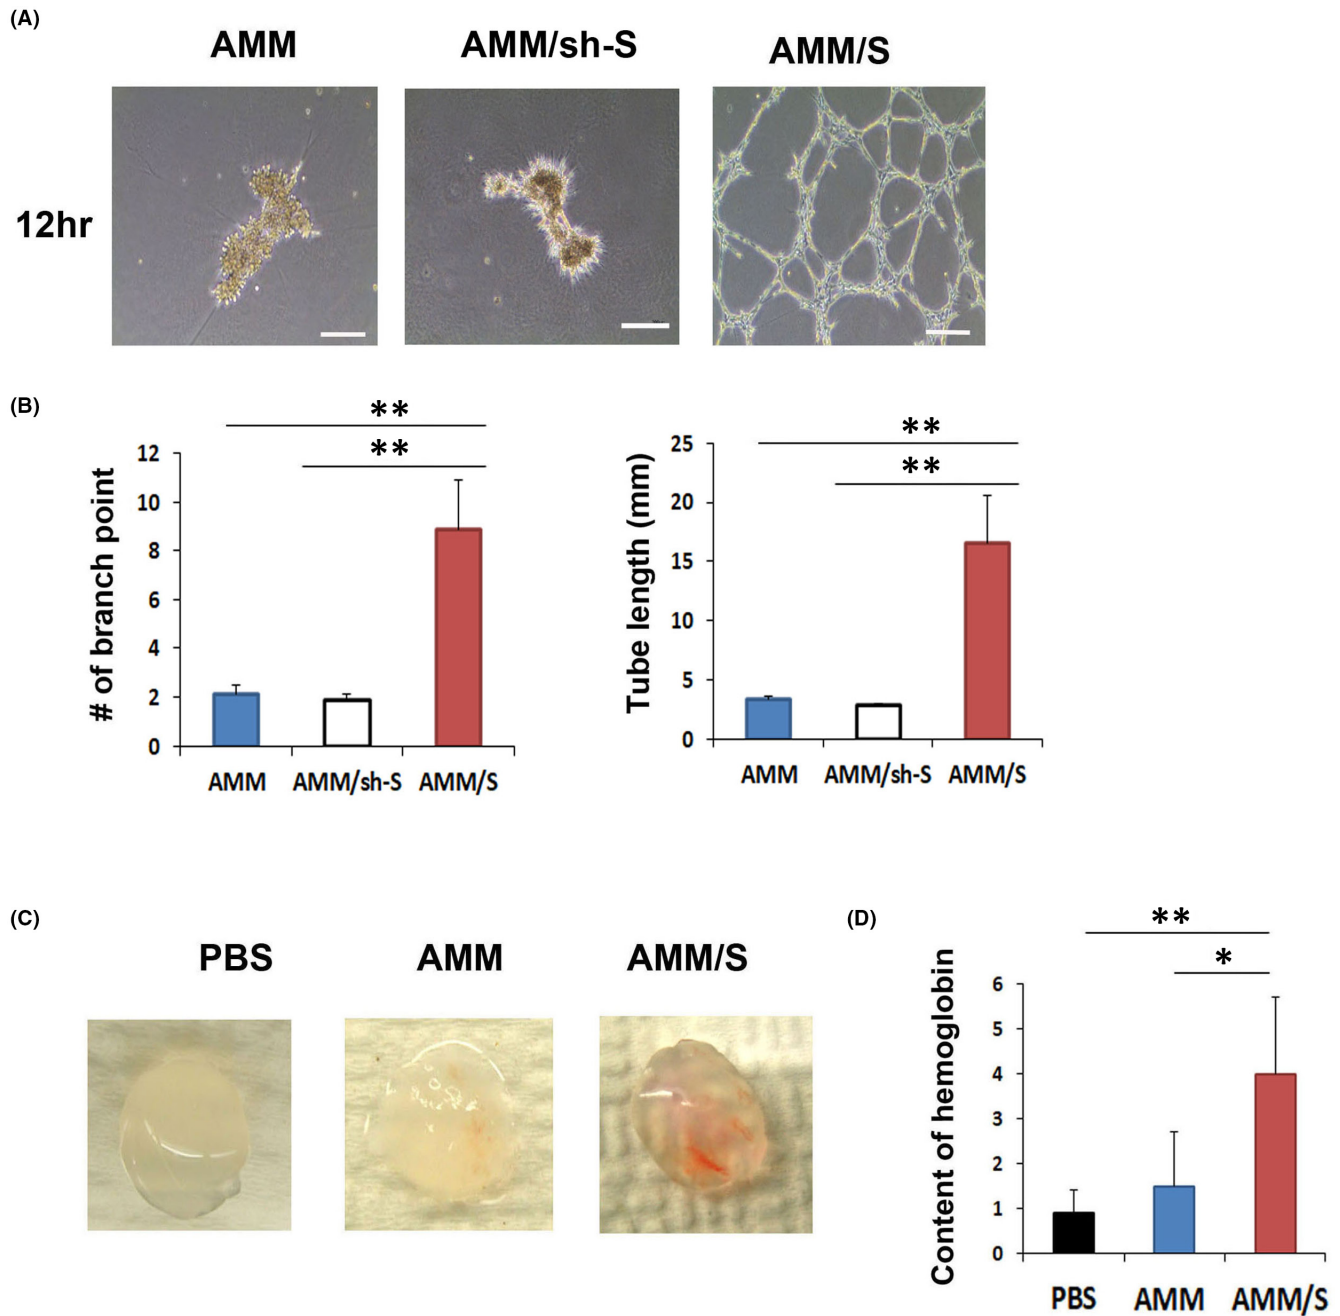 (A)
AMM AMM/sh-S AMM/S
12hr
(B)
**
**
# of branch point
12
10
8
6
4
2
0
AMM AMM/sh-S AMM/S
**
**
Tube length (mm)
25
20
15
10
5
0
AMM AMM/sh-S AMM/S
(C)
PBS AMM AMM/S
(D)
**
*
Content of hemoglobin
6
5
4
3
2
1
0
PBS AMM AMM/S